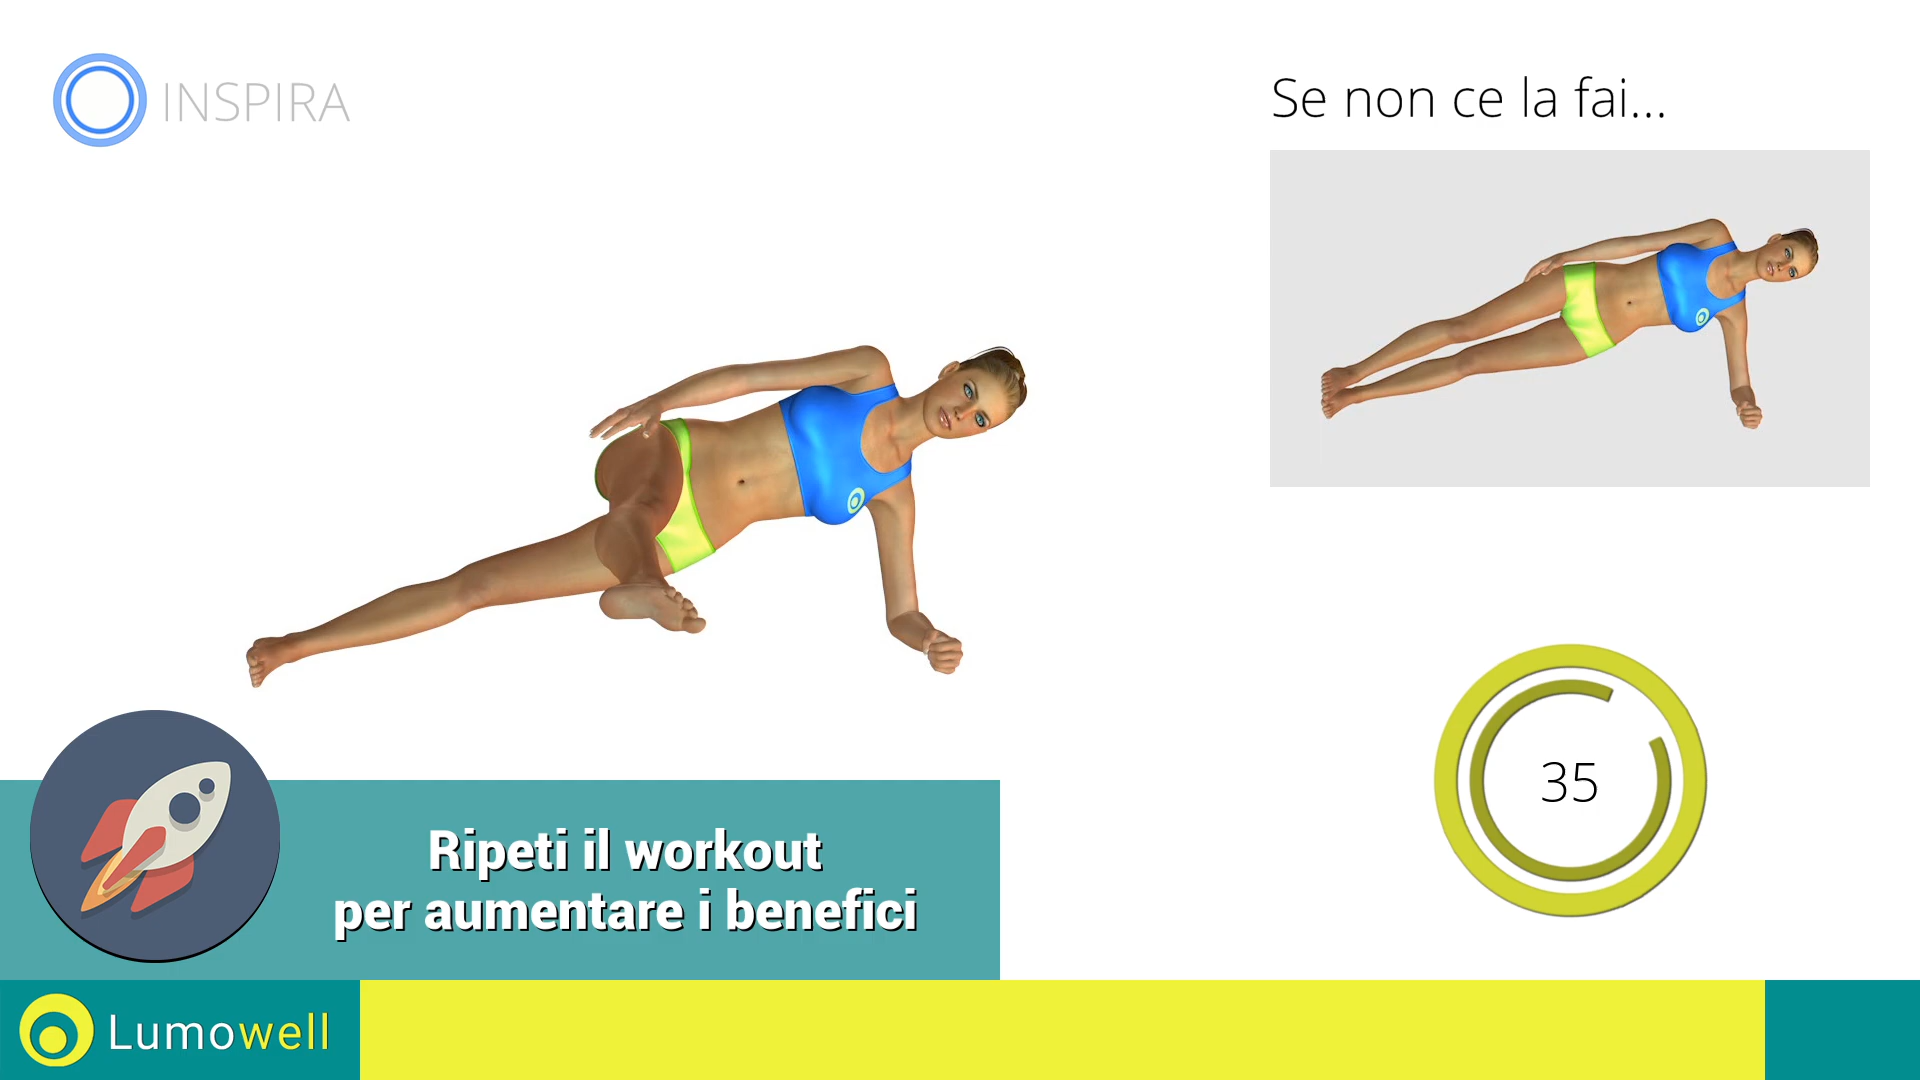 INSPIRA
Se non ce la fai...
35
Ripeti il workout
per aumentare i benefici
Lumowell